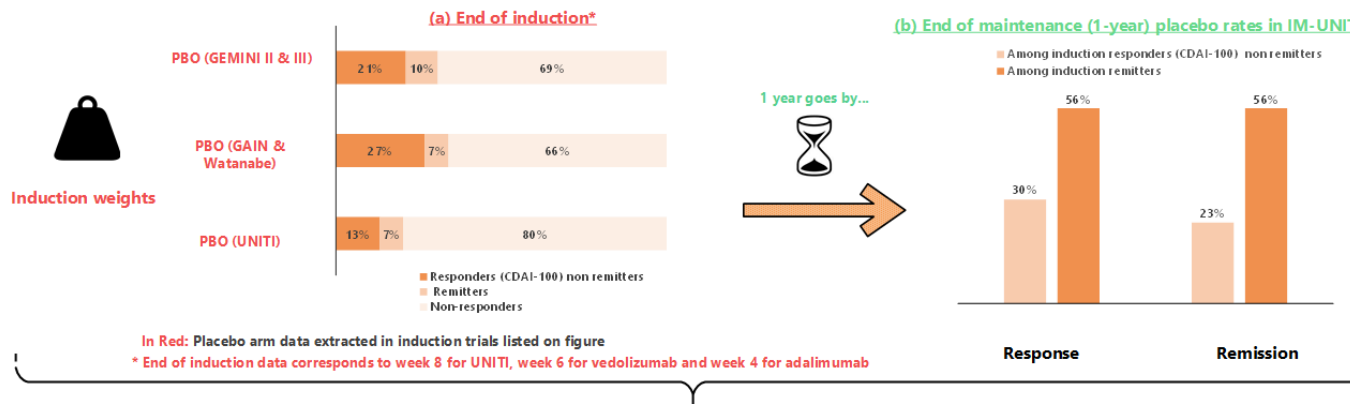 (a) End of induction*
PBO (GEMINI II & III)
21% 10% 69%
PBO (GAIN &
Watanabe)
27% 7% 66%
Induction weights
PBO (UNITI)
13% 7% 80%
Responders (CDAI-100) non remitters
Remitters
Non-responders
In Red: Placebo arm data extracted in induction trials listed on figure
* End of induction data corresponds to week 8 for UNITI, week 6 for vedolizumab and week 4 for adalimumab
1 year goes by...
(b) End of maintenance (1-year) placebo rates in IM-UNIT
Among induction responders (CDAI-100) non remitters
Among induction remitters
56% 56%
30%
23%
Response Remission